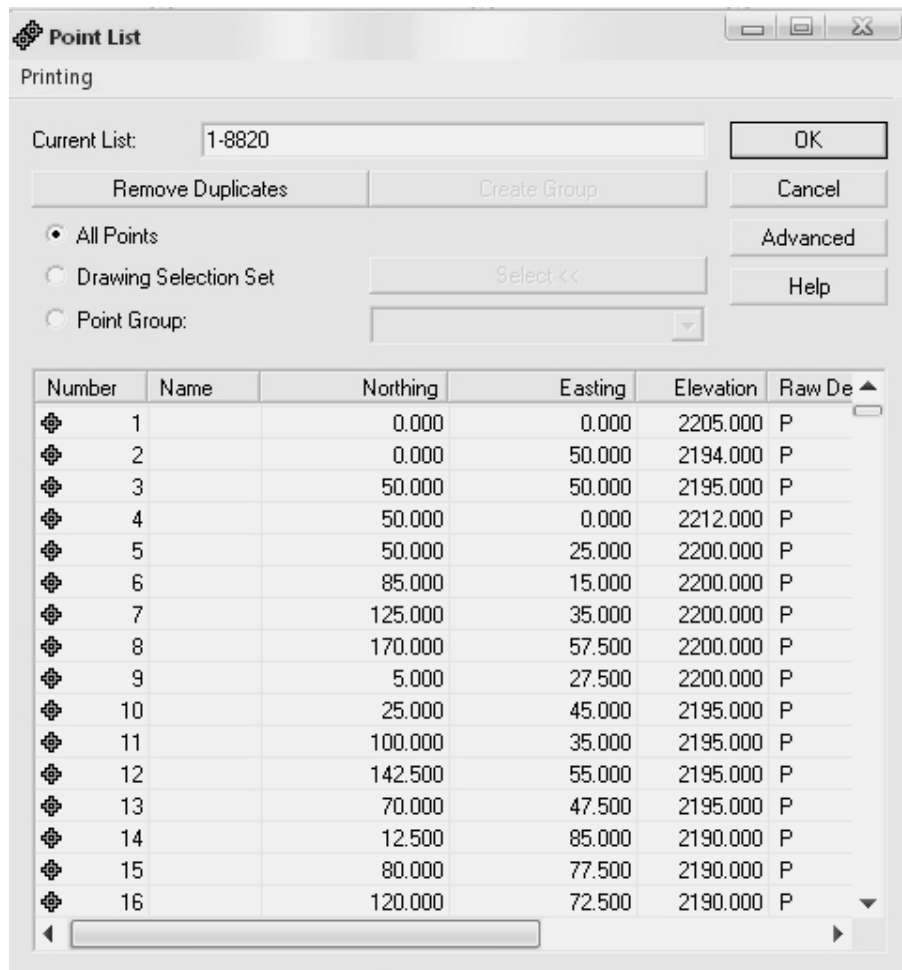 Point List
Printing
Current List: 1-8820 OK
Remove Duplicates Create Group Cancel
All Points Advanced
Drawing Selection Set Select << Help
Point Group:
Number Name Northing Easting Elevation Raw De
1 0.000 0.000 2205.000 P
2 0.000 50.000 2194.000 P
3 50.000 50.000 2195.000 P
4 50.000 0.000 2212.000 P
5 50.000 25.000 2200.000 P
6 85.000 15.000 2200.000 P
7 125.000 35.000 2200.000 P
8 170.000 57.500 2200.000 P
9 5.000 27.500 2200.000 P
10 25.000 45.000 2195.000 P
11 100.000 35.000 2195.000 P
12 142.500 55.000 2195.000 P
13 70.000 47.500 2195.000 P
14 12.500 85.000 2190.000 P
15 80.000 77.500 2190.000 P
16 120.000 72.500 2190.000 P